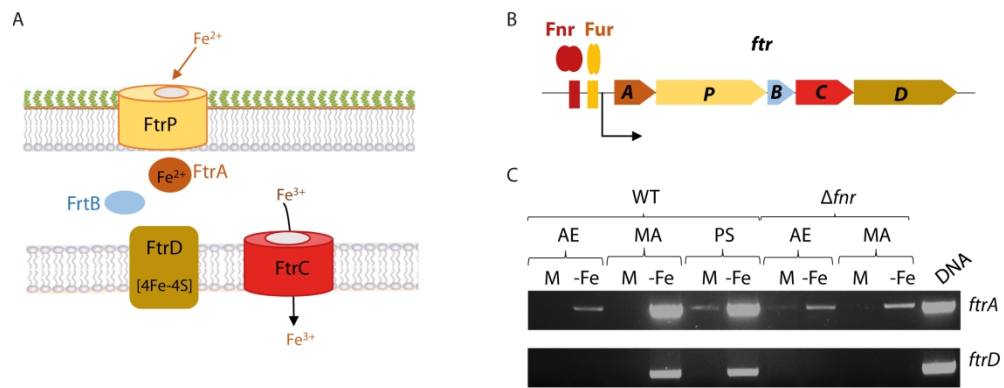 A
Fe2+
FtrP
Fe2+ FtrA
FrtB
Fe3+
FtrD
[4Fe-4S]
FtrC
Fe3+
B
Fnr Fur
ftr
A P B C D
C
WT Δfnr
AE MA PS AE MA
M -Fe M -Fe M -Fe M -Fe M -Fe DNA
ftrA
ftrD